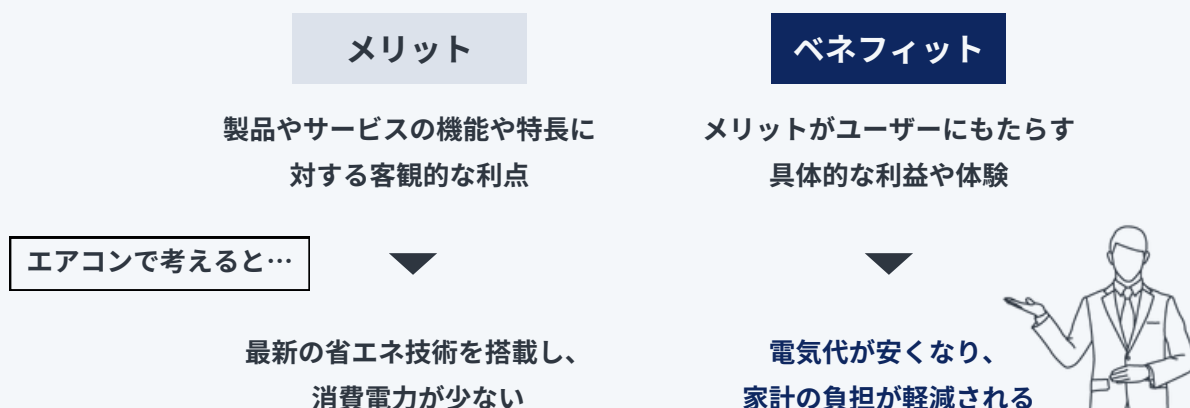 メリット
製品やサービスの機能や特長に
対する客観的な利点
ベネフィット
メリットがユーザーにもたらす
具体的な利益や体験
エアコンで考えると…
最新の省エネ技術を搭載し、
消費電力が少ない
電気代が安くなり、
家計の負担が軽減される